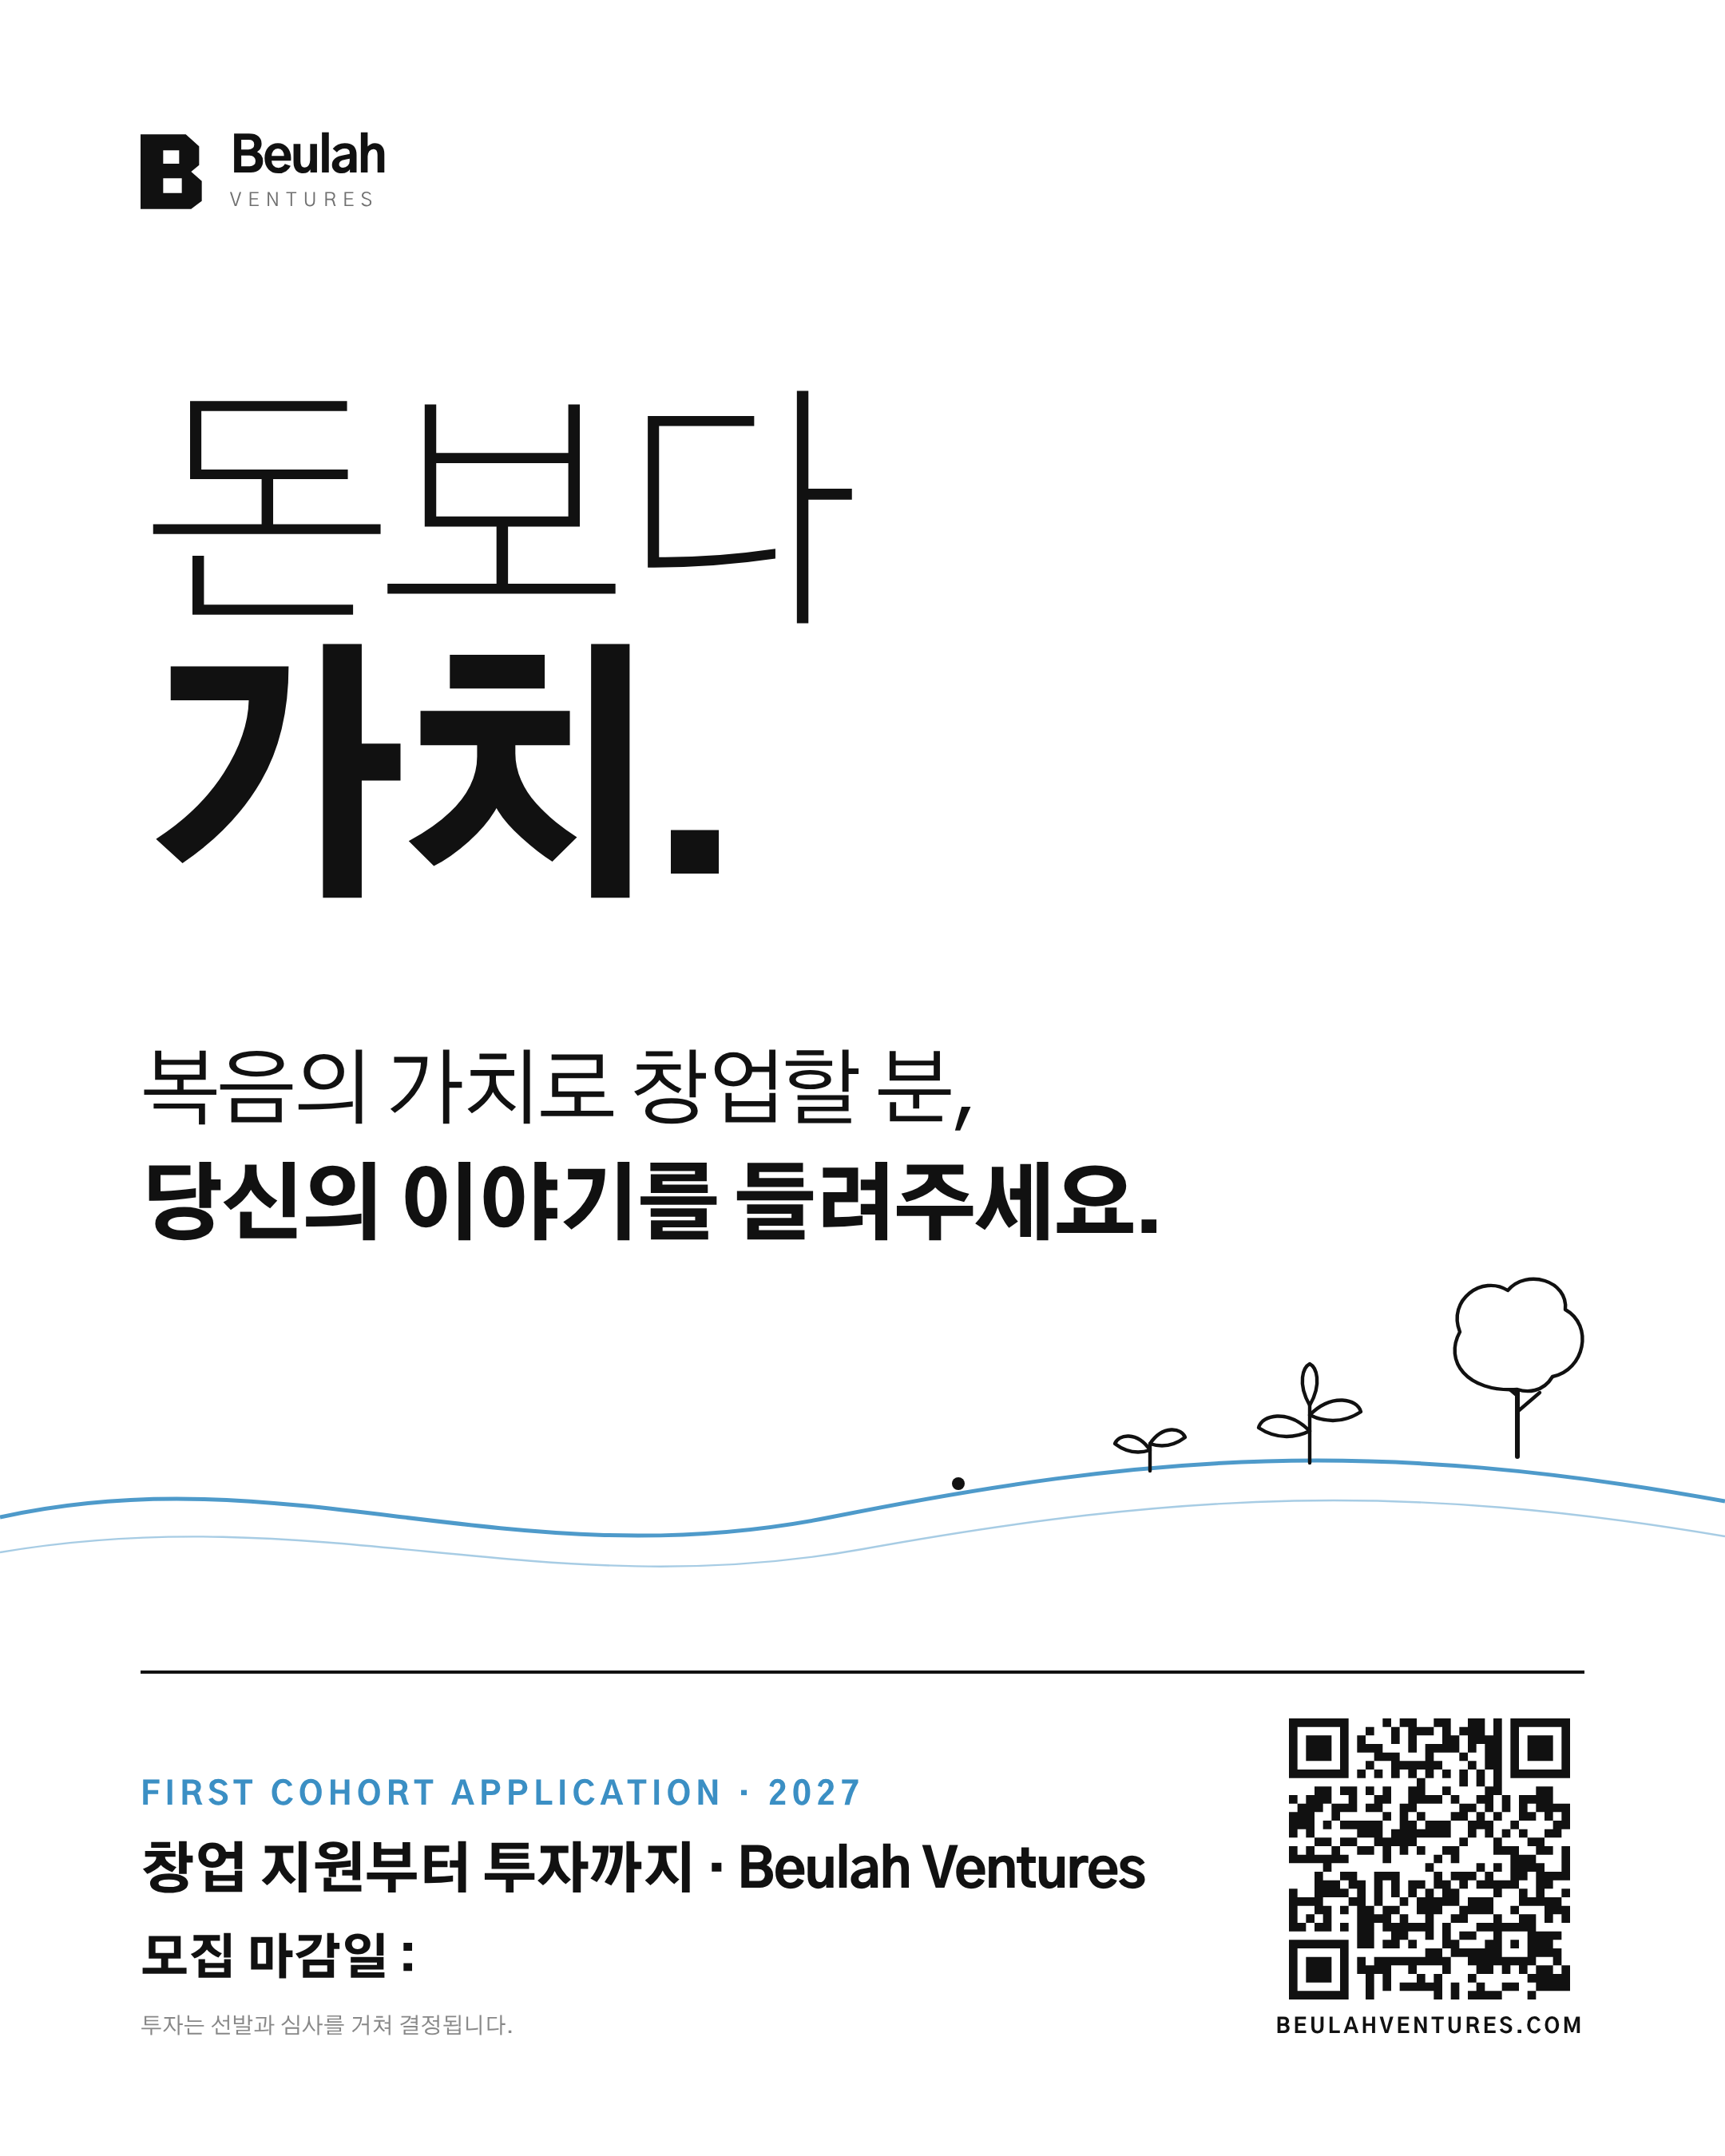 Beulah
VENTURES
돈보다
가치.
복음의 가치로 창업할 분,
당신의 이야기를 들려주세요.
FIRST COHORT APPLICATION · 2027
창업 지원부터 투자까지 · Beulah Ventures
모집 마감일 :
투자는 선발과 심사를 거쳐 결정됩니다.
BEULAHVENTURES.COM